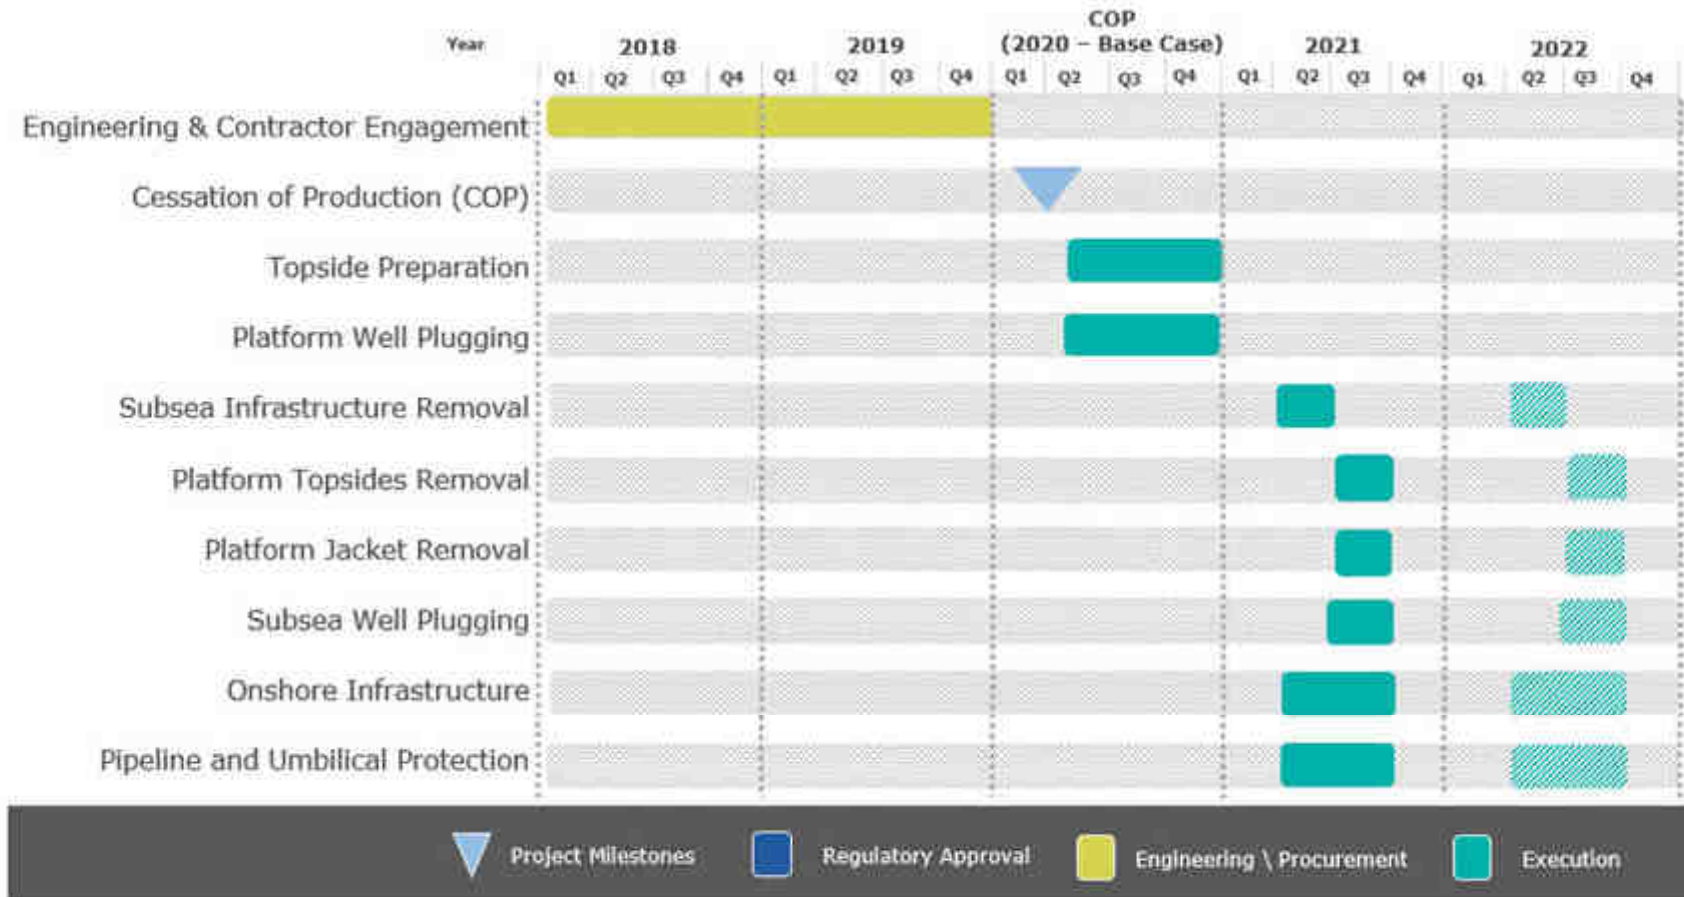 COP
Year 2018 2019 (2020 – Base Case) 2021 2022
Q1 Q2 Q3 Q4 Q1 Q2 Q3 Q4 Q1 Q2 Q3 Q4 Q1 Q2 Q3 Q4 Q1 Q2 Q3 Q4
Engineering & Contractor Engagement
Cessation of Production (COP)
Topside Preparation
Platform Well Plugging
Subsea Infrastructure Removal
Platform Topsides Removal
Platform Jacket Removal
Subsea Well Plugging
Onshore Infrastructure
Pipeline and Umbilical Protection
Project Milestones Regulatory Approval Engineering \ Procurement Execution